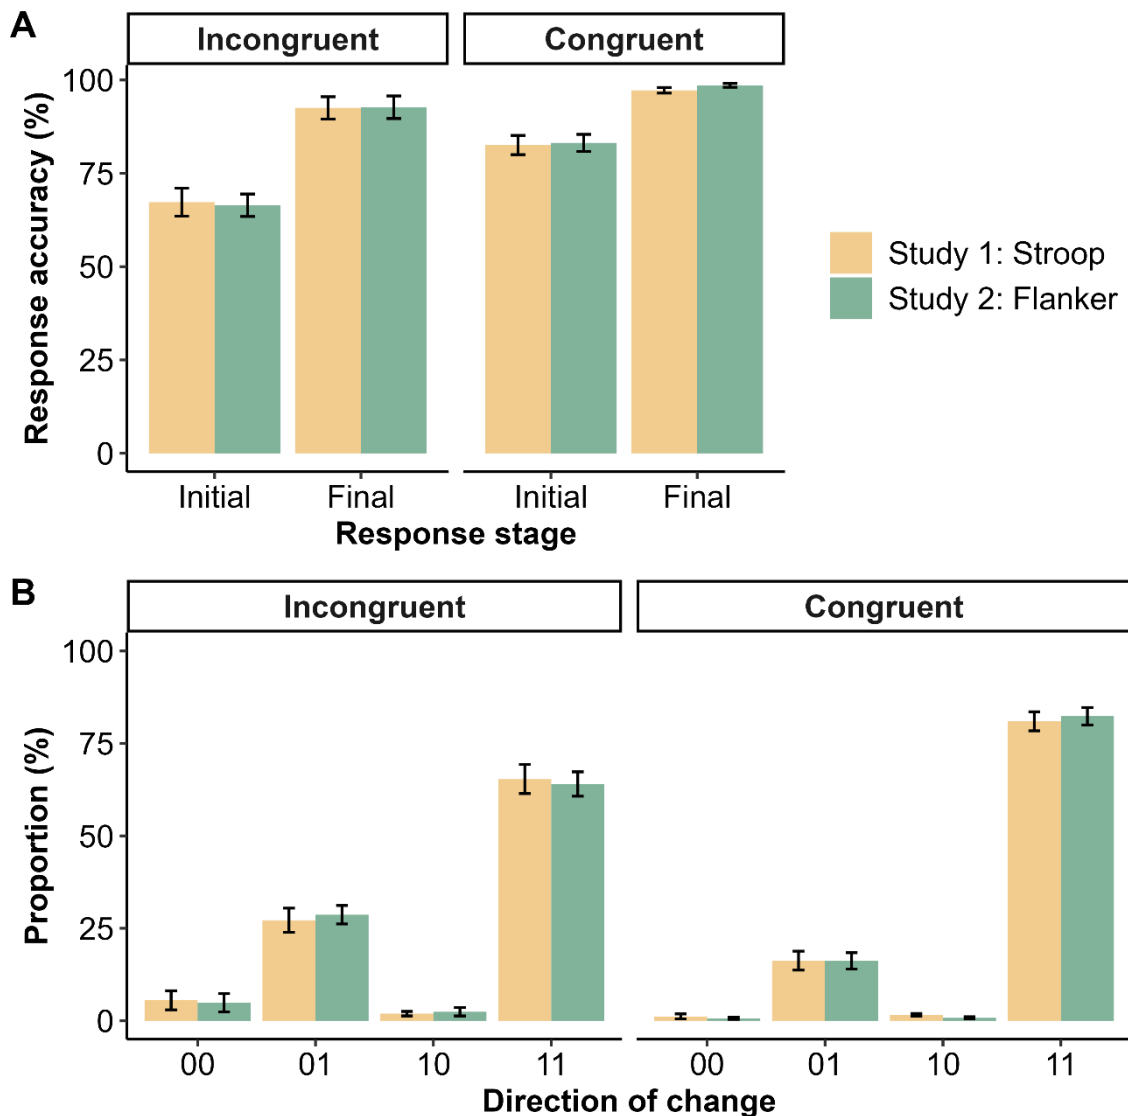 A
Incongruent Congruent
Response accuracy (%)
100
75
50
25
0
Initial Final Initial Final
Response stage
Study 1: Stroop
Study 2: Flanker
B
Incongruent Congruent
Proportion (%)
100
75
50
25
0
00 01 10 11 00 01 10 11
Direction of change